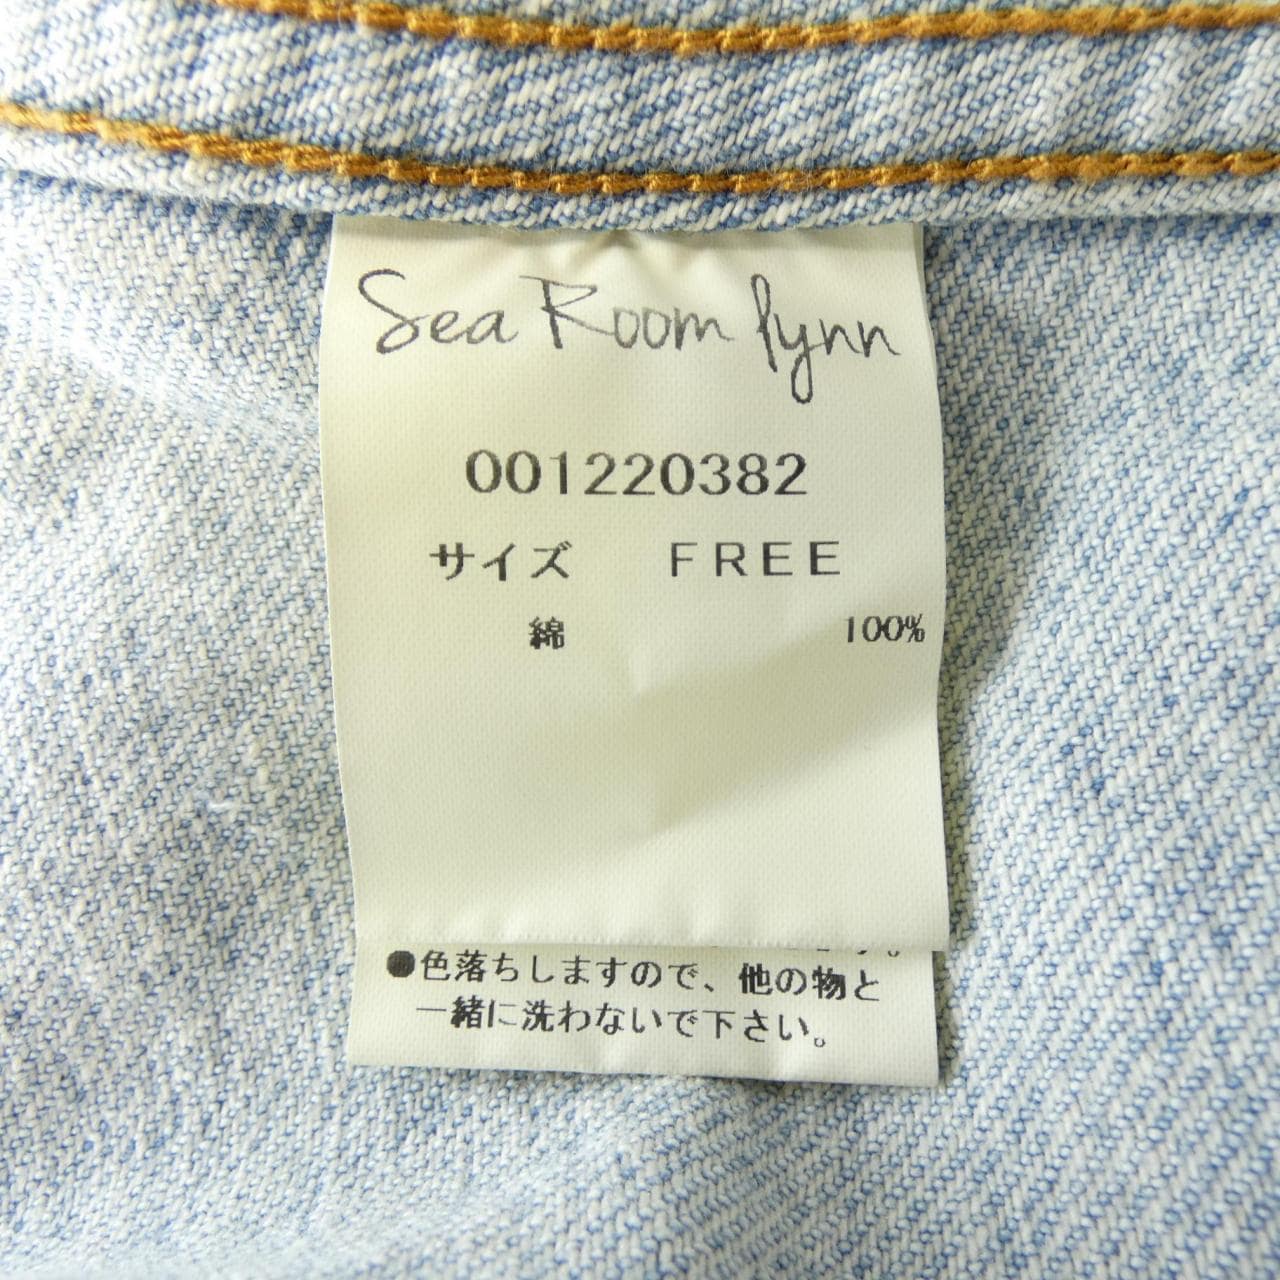 Sea Room lynn
001220382
サイズ FREE
綿 100%
●色落ちしますので、他の物と
一緒に洗わないで下さい。